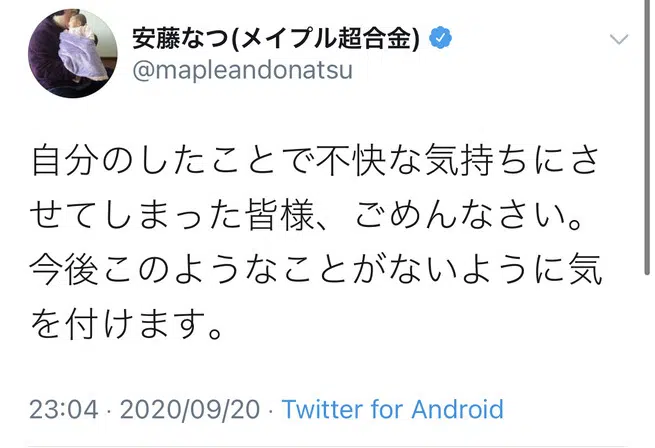 安藤なつ(メイプル超合金)
@mapleandonatsu
自分のしたことで不快な気持ちにさ
せてしまった皆様、ごめんなさい。
今後このようなことがないように気
を付けます。
23:04 · 2020/09/20 · Twitter for Android